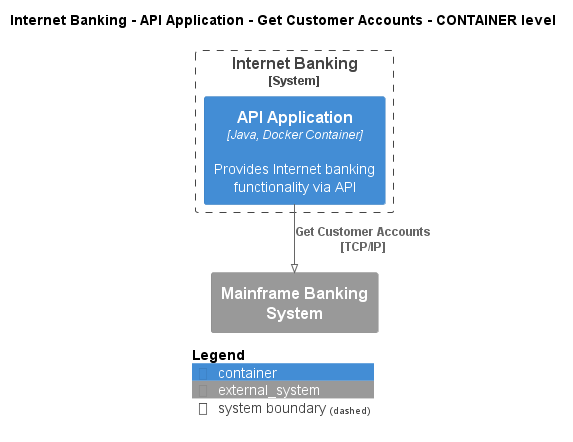 Internet Banking - API Application - Get Customer Accounts - CONTAINER level
Internet Banking
[System]
API Application
[Java, Docker Container]
Provides Internet banking
functionality via API
Get Customer Accounts
[TCP/IP]
Mainframe Banking
System
Legend
container
external_system
system boundary (dashed)